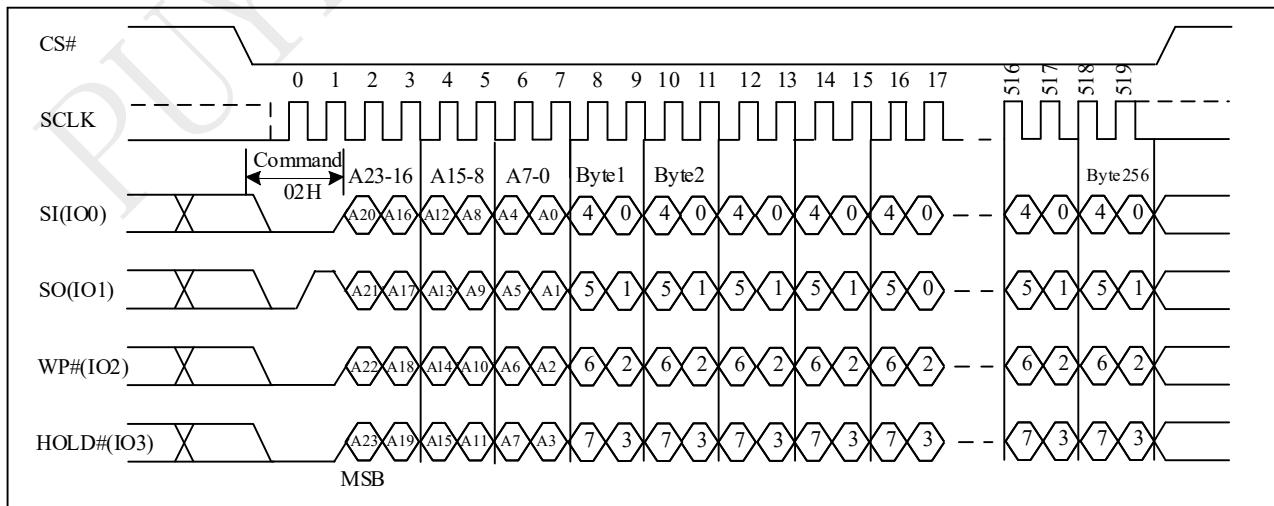 PUY
CS#
0 1 2 3 4 5 6 7 8 9 10 11 12 13 14 15 16 17 516 517 518 519
SCLK
Command
02H
A23-16 A15-8 A7-0 Byte1 Byte2 Byte256
SI(IO0) A20 A16 A12 A8 A4 A0 4 0 4 0 4 0 4 0 4 0 4 0 4 0
SO(IO1) A21 A17 A13 A9 A5 A1 5 1 5 1 5 1 5 1 5 0 5 1 5 1
WP#(IO2) A22 A18 A14 A10 A6 A2 6 2 6 2 6 2 6 2 6 2 6 2 6 2
HOLD#(IO3) A23 A19 A15 A11 A7 A3 7 3 7 3 7 3 7 3 7 3 7 3 7 3
MSB